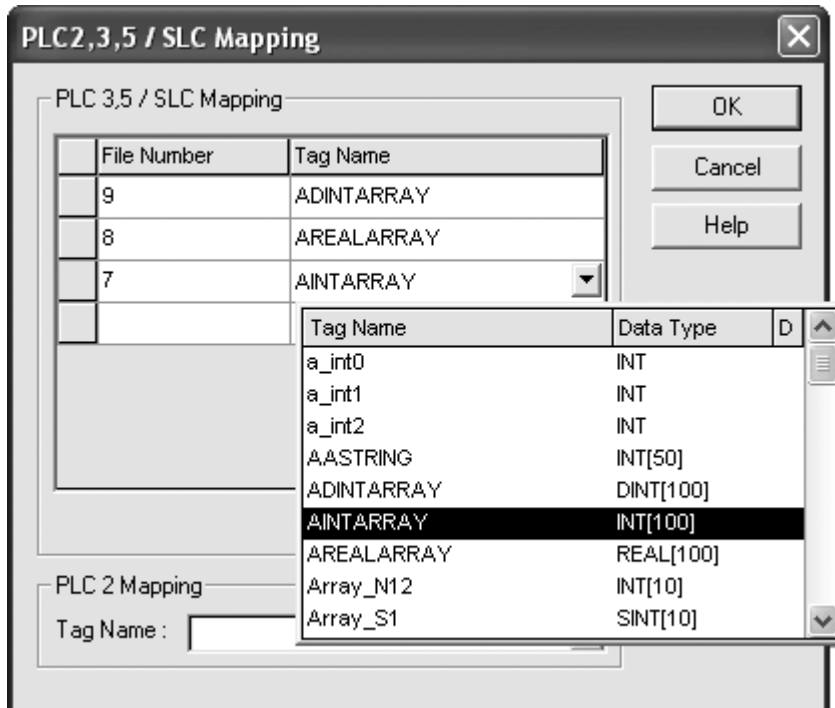 PLC2,3,5 / SLC Mapping
PLC 3,5 / SLC Mapping
File Number Tag Name
9 ADINTARRAY
8 AREALARRAY
7 AINTARRAY
OK
Cancel
Help
Tag Name Data Type D
a_int0 INT
a_int1 INT
a_int2 INT
AASTRING INT[50]
ADINTARRAY DINT[100]
AINTARRAY INT[100]
AREALARRAY REAL[100]
Array_N12 INT[10]
Array_S1 SINT[10]
PLC 2 Mapping
Tag Name :